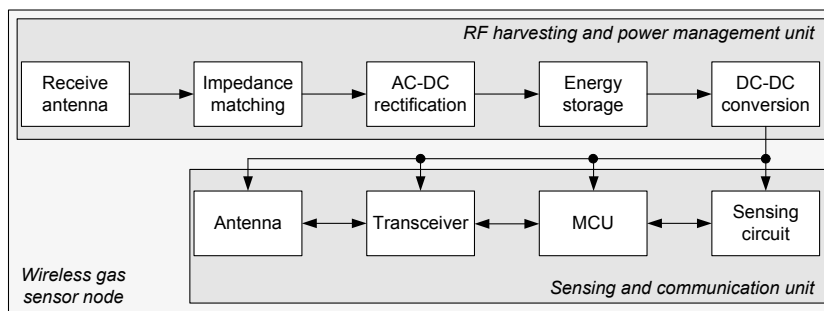 RF harvesting and power management unit
Receive
antenna
Impedance
matching
AC-DC
rectification
Energy
storage
DC-DC
conversion
Antenna
Transceiver
MCU
Sensing
circuit
Wireless gas
sensor node
Sensing and communication unit